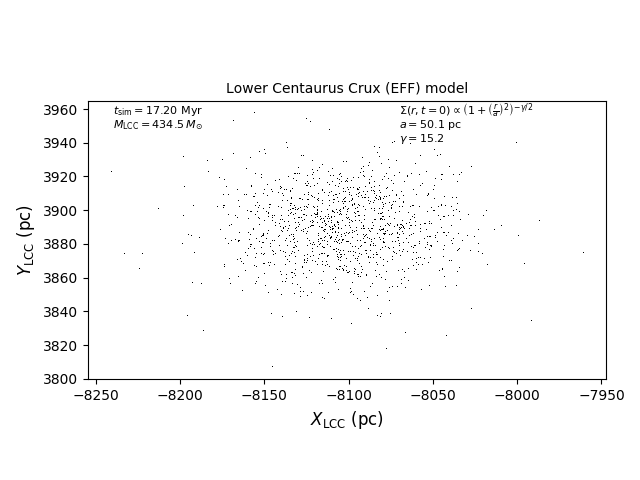 Lower Centaurus Crux (EFF) model
t_sim = 17.20 Myr
M_LCC = 434.5 M_⊙
Σ(r, t = 0) ∝ (1 + (r/a)²)^(−γ/2)
a = 50.1 pc
γ = 15.2
Y_LCC (pc)
3960
3940
3920
3900
3880
3860
3840
3820
3800
−8250 −8200 −8150 −8100 −8050 −8000 −7950
X_LCC (pc)